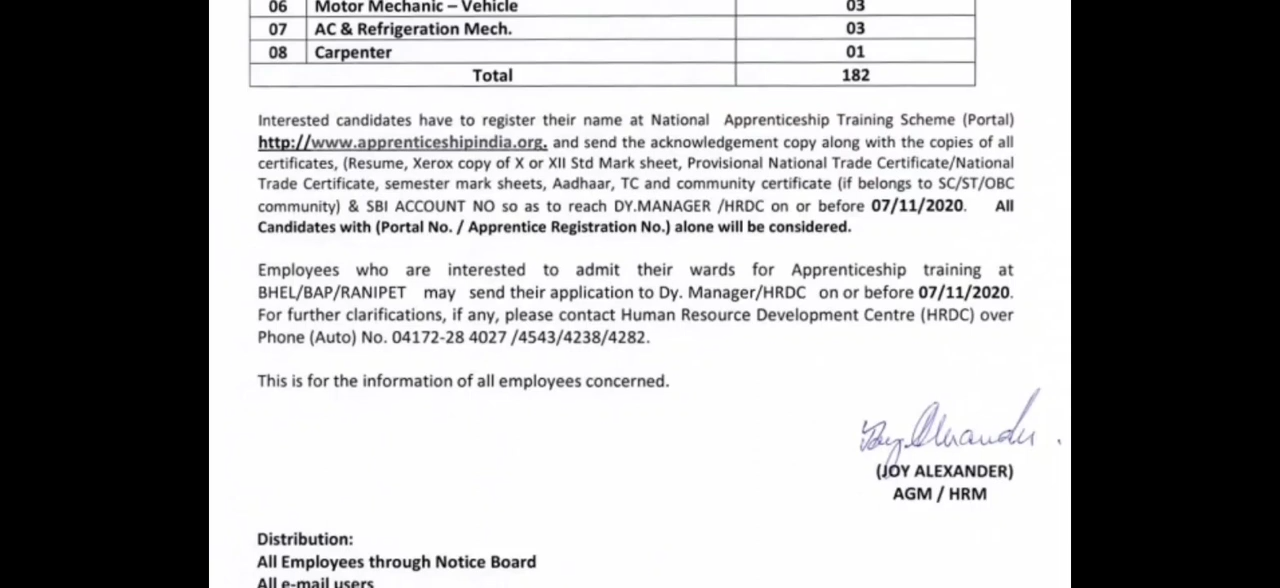 06 Motor Mechanic – Vehicle 03
07 AC & Refrigeration Mech. 03
08 Carpenter 01
Total 182
Interested candidates have to register their name at National Apprenticeship Training Scheme (Portal)
http://www.apprenticeshipindia.org, and send the acknowledgement copy along with the copies of all
certificates, (Resume, Xerox copy of X or XII Std Mark sheet, Provisional National Trade Certificate/National
Trade Certificate, semester mark sheets, Aadhaar, TC and community certificate (if belongs to SC/ST/OBC
community) & SBI ACCOUNT NO so as to reach DY.MANAGER /HRDC on or before 07/11/2020. All
Candidates with (Portal No. / Apprentice Registration No.) alone will be considered.
Employees who are interested to admit their wards for Apprenticeship training at
BHEL/BAP/RANIPET may send their application to Dy. Manager/HRDC on or before 07/11/2020.
For further clarifications, if any, please contact Human Resource Development Centre (HRDC) over
Phone (Auto) No. 04172-28 4027 /4543/4238/4282.
This is for the information of all employees concerned.
Joy Alexander .
(JOY ALEXANDER)
AGM / HRM
Distribution:
All Employees through Notice Board
All e-mail users